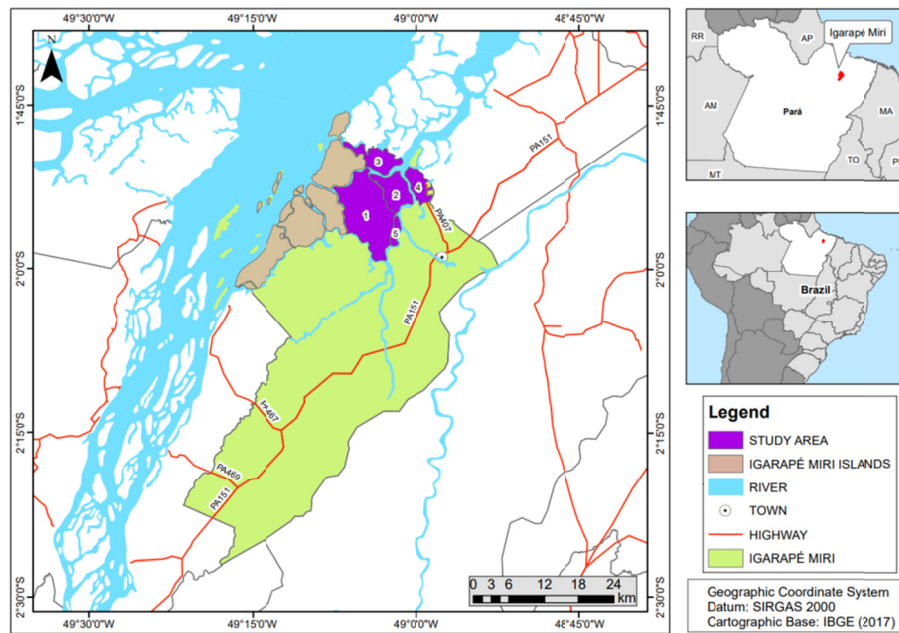 49°30'0"W 49°15'0"W 49°0'0"W 48°45'0"W
N
1°45'0"S 1°45'0"S
PA151
3
4
2
1
PA407
5
2°0'0"S 2°0'0"S
PA151
PA467
2°15'0"S 2°15'0"S
PA469
PA151
0 3 6 12 18 24
km
2°30'0"S 2°30'0"S
49°30'0"W 49°15'0"W 49°0'0"W 48°45'0"W
Igarapé Miri
RR AP
AM Pará MA
TO
MT
Brazil
Legend
STUDY AREA
IGARAPÉ MIRI ISLANDS
RIVER
TOWN
HIGHWAY
IGARAPÉ MIRI
Geographic Coordinate System
Datum: SIRGAS 2000
Cartographic Base: IBGE (2017)